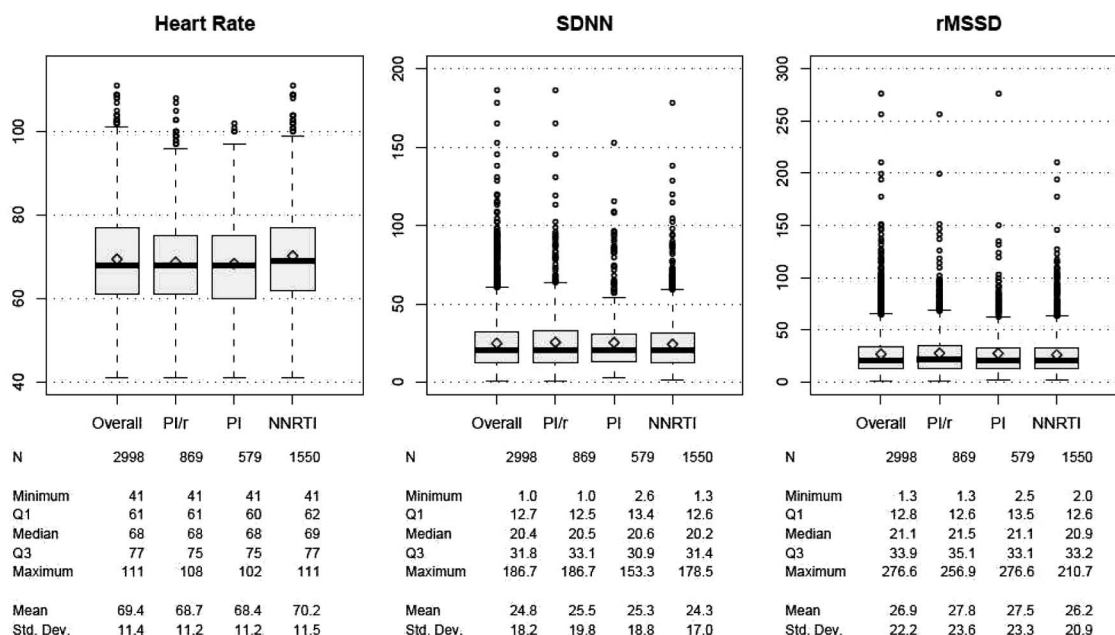 Heart Rate SDNN rMSSD
100
80
60
40
Overall PI/r PI NNRTI
200
150
100
50
0
Overall PI/r PI NNRTI
300
250
200
150
100
50
0
Overall PI/r PI NNRTI
N 2998 869 579 1550 N 2998 869 579 1550 N 2998 869 579 1550
Minimum 41 41 41 41 Minimum 1.0 1.0 2.6 1.3 Minimum 1.3 1.3 2.5 2.0
Q1 61 61 60 62 Q1 12.7 12.5 13.4 12.6 Q1 12.8 12.6 13.5 12.6
Median 68 68 68 69 Median 20.4 20.5 20.6 20.2 Median 21.1 21.5 21.1 20.9
Q3 77 75 75 77 Q3 31.8 33.1 30.9 31.4 Q3 33.9 35.1 33.1 33.2
Maximum 111 108 102 111 Maximum 186.7 186.7 153.3 178.5 Maximum 276.6 256.9 276.6 210.7
Mean 69.4 68.7 68.4 70.2 Mean 24.8 25.5 25.3 24.3 Mean 26.9 27.8 27.5 26.2
Std. Dev. 11.4 11.2 11.2 11.5 Std. Dev. 18.2 19.8 18.8 17.0 Std. Dev. 22.2 23.6 23.3 20.9